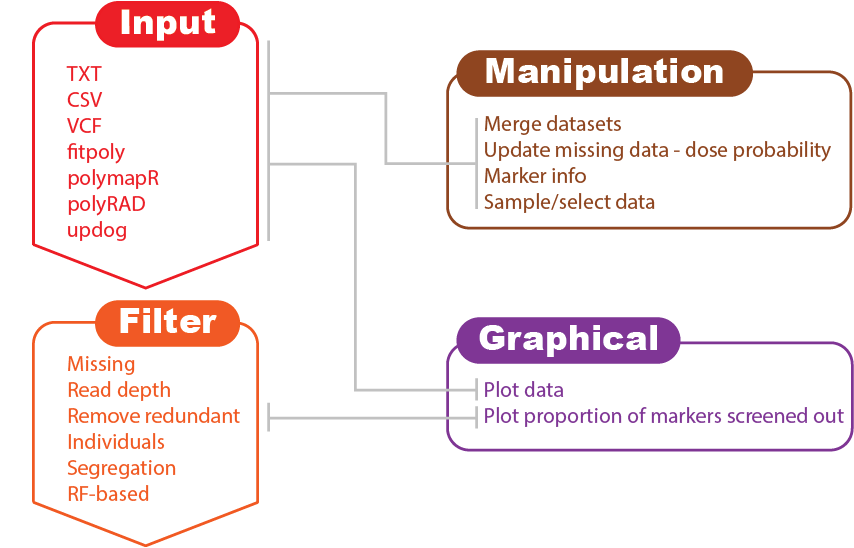 Input
TXT
CSV
VCF
fitpoly
polymapR
polyRAD
updog
Manipulation
Merge datasets
Update missing data - dose probability
Marker info
Sample/select data
Filter
Missing
Read depth
Remove redundant
Individuals
Segregation
RF-based
Graphical
Plot data
Plot proportion of markers screened out